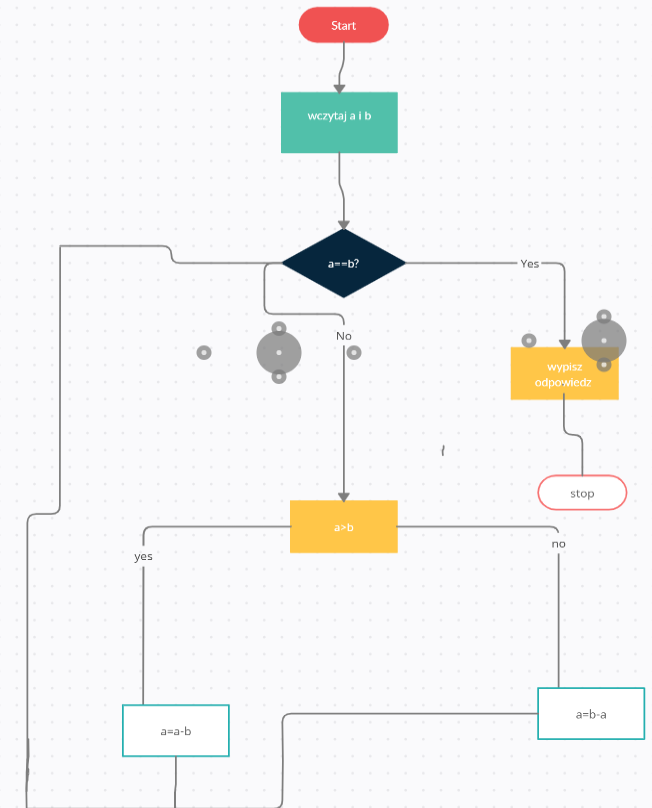 Start
wczytaj a i b
a==b?
Yes
No
wypisz
odpowiedz
stop
a>b
yes
no
a=a-b
a=b-a